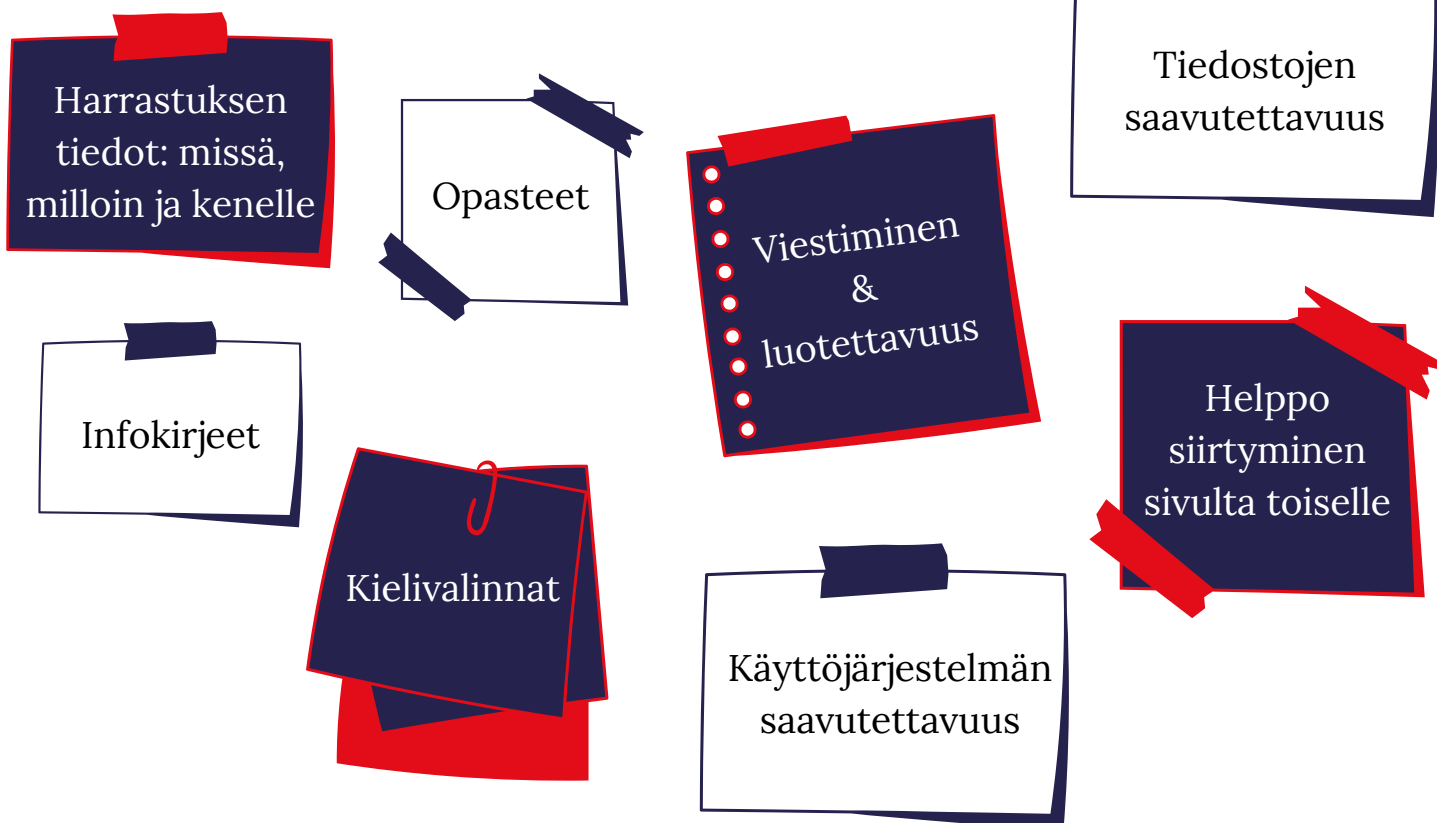 Harrastuksen
tiedot: missä,
milloin ja kenelle
Opasteet
Viestiminen
&
luotettavuus
Tiedostojen
saavutettavuus
Infokirjeet
Kielivalinnat
Käyttöjärjestelmän
saavutettavuus
Helppo
siirtyminen
sivulta toiselle